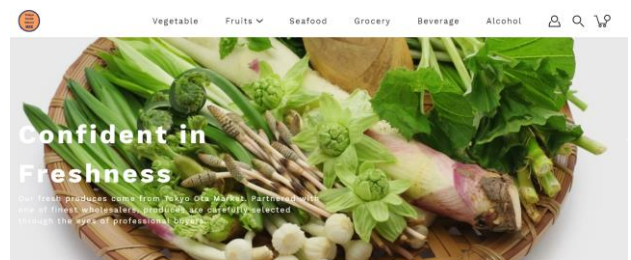 Vegetable Fruits Seafood Grocery Beverage Alcohol
Confident in
Freshness
Our fresh produces come from Tokyo Ota Market. Partnered with
one of finest wholesalers, produces are carefully selected
through the eyes of professional buyers.